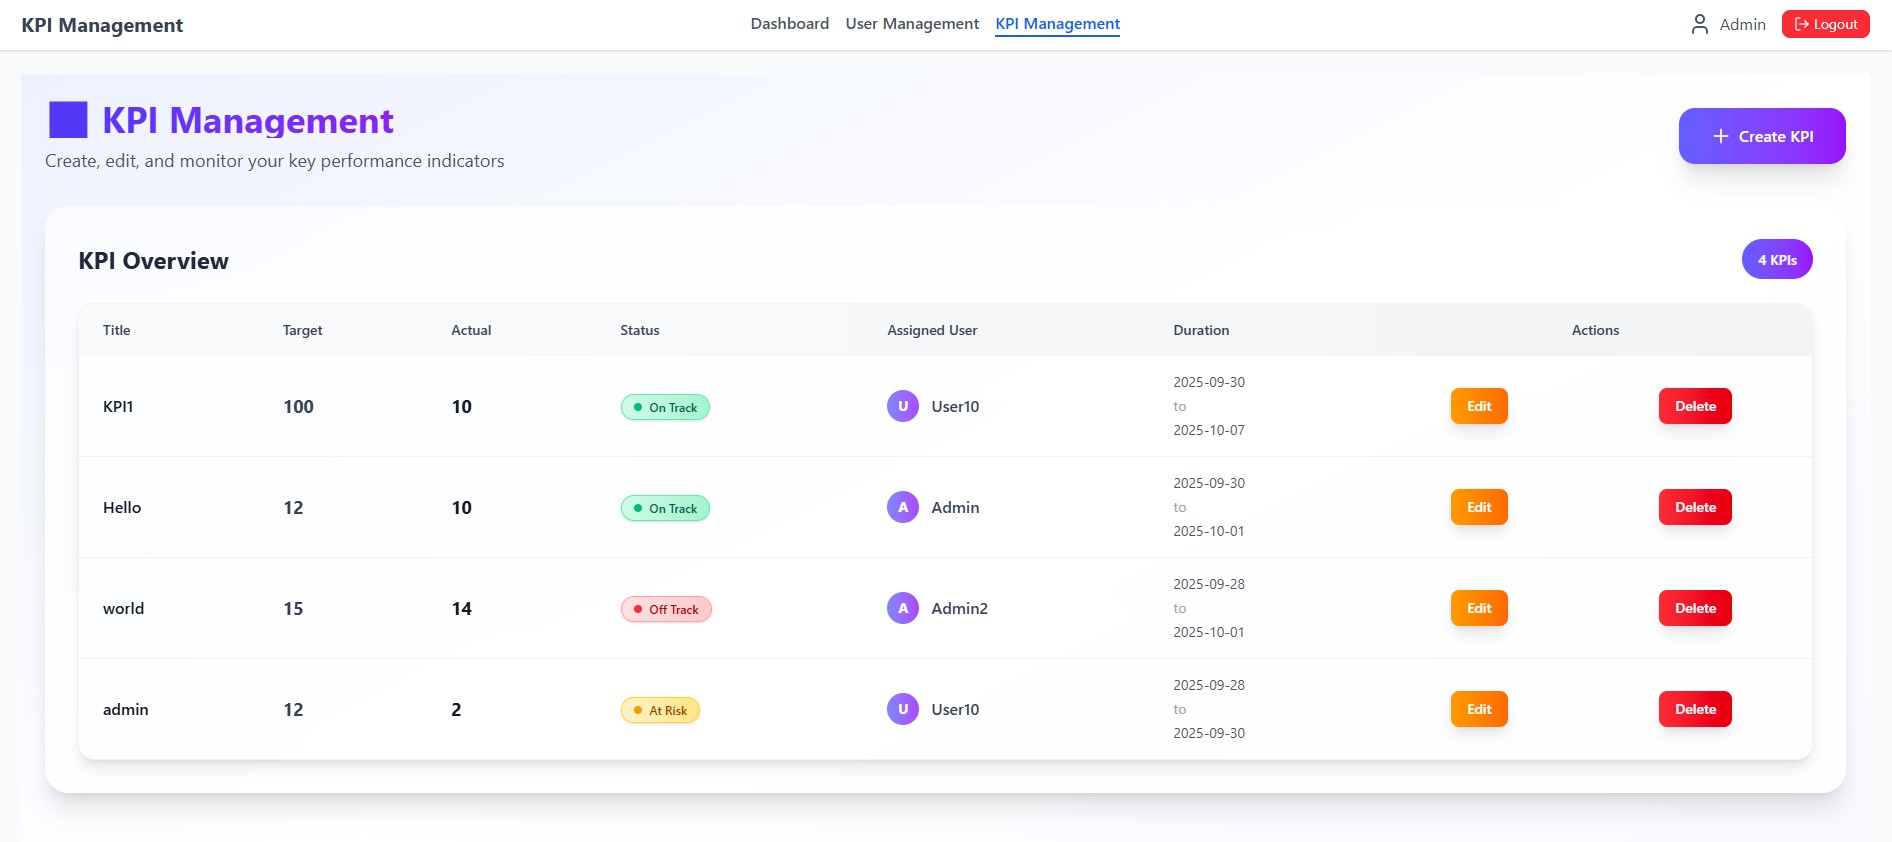 KPI Management
Dashboard User Management KPI Management
Admin Logout
KPI Management
Create, edit, and monitor your key performance indicators
+ Create KPI
KPI Overview
4 KPIs
Title Target Actual Status Assigned User Duration Actions
KPI1 100 10 On Track U User10 2025-09-30 to 2025-10-07 Edit Delete
Hello 12 10 On Track A Admin 2025-09-30 to 2025-10-01 Edit Delete
world 15 14 Off Track A Admin2 2025-09-28 to 2025-10-01 Edit Delete
admin 12 2 At Risk U User10 2025-09-28 to 2025-09-30 Edit Delete